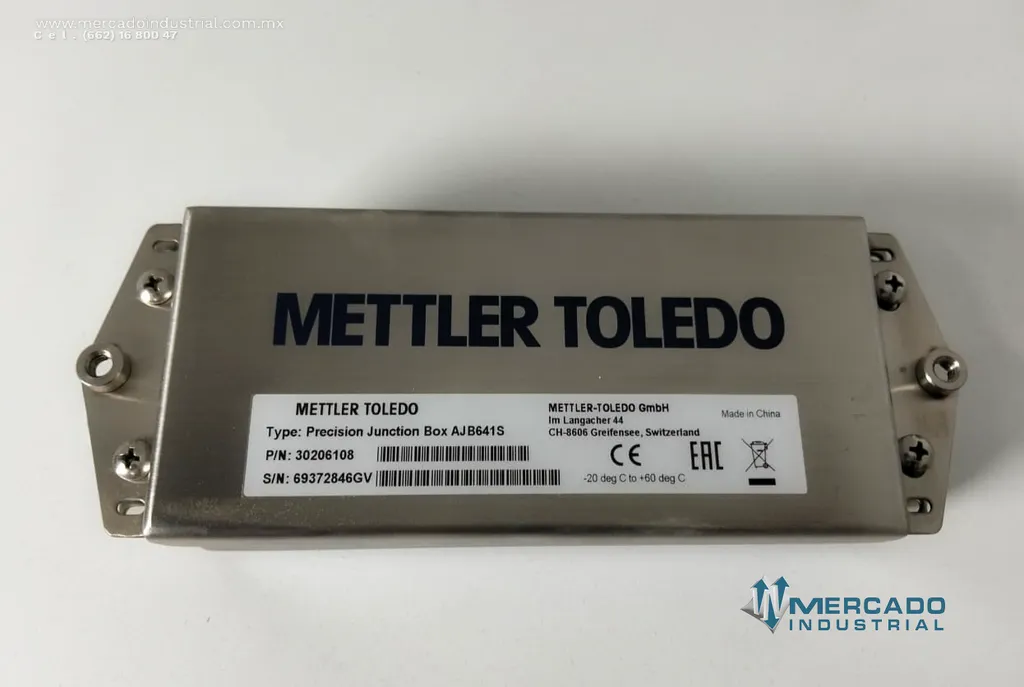 www.mercadoindustrial.com.mx
Cel. (662) 16 800 47
METTLER TOLEDO
METTLER TOLEDO
Type: Precision Junction Box AJB641S
P/N: 30206108
S/N: 69372846GV
METTLER-TOLEDO GmbH
Im Langacher 44
CH-8606 Greifensee, Switzerland
CE EAC
-20 deg C to +60 deg C
Made in China
MERCADO
INDUSTRIAL